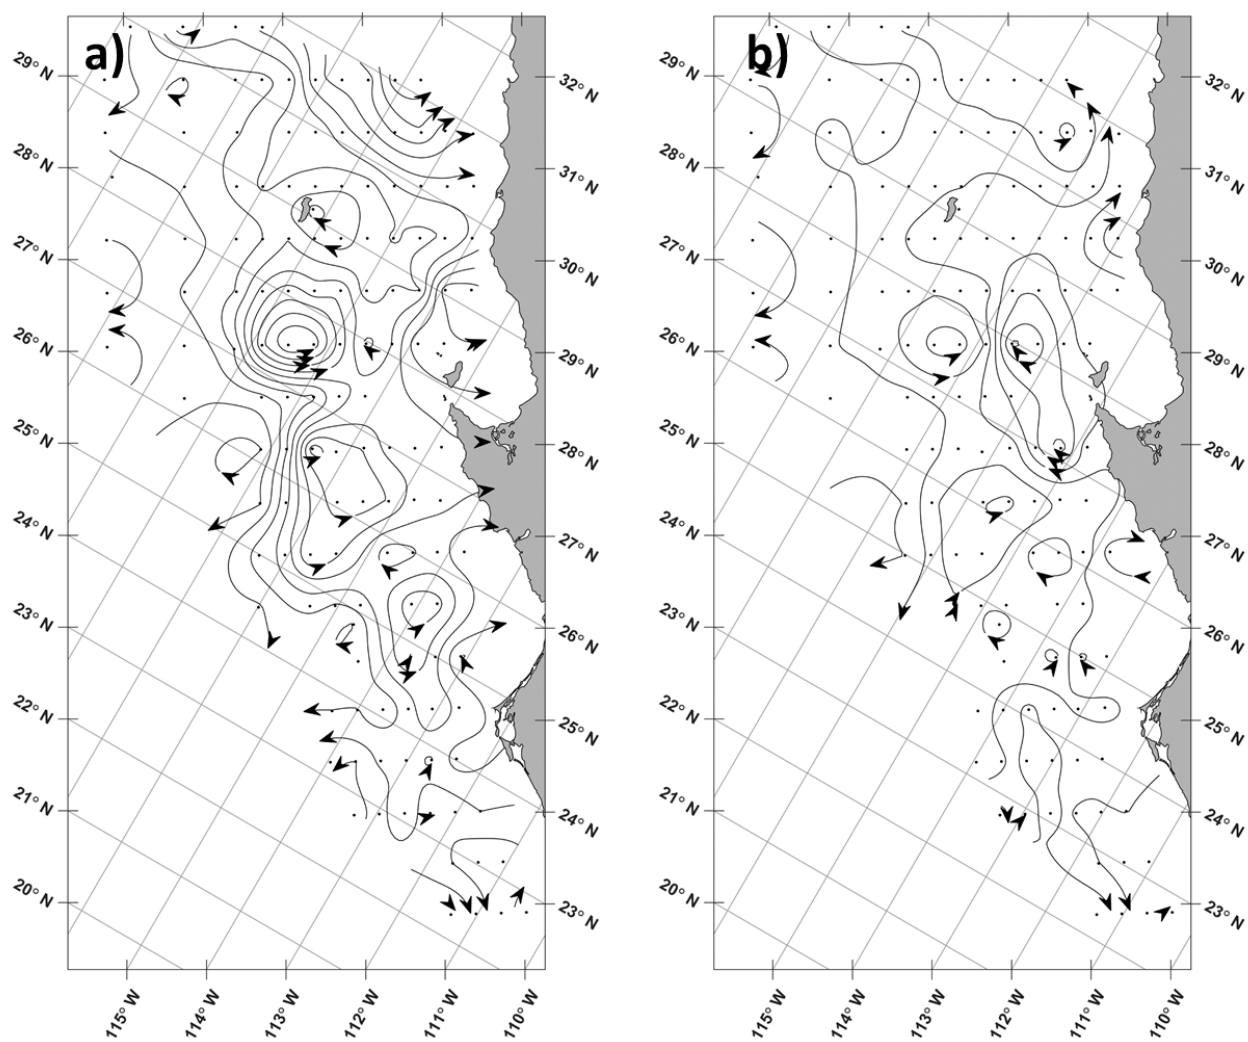 a)
b)
29° N
28° N
27° N
26° N
25° N
24° N
23° N
22° N
21° N
20° N
32° N
31° N
30° N
29° N
28° N
27° N
26° N
25° N
24° N
23° N
115° W
114° W
113° W
112° W
111° W
110° W
29° N
28° N
27° N
26° N
25° N
24° N
23° N
22° N
21° N
20° N
32° N
31° N
30° N
29° N
28° N
27° N
26° N
25° N
24° N
23° N
115° W
114° W
113° W
112° W
111° W
110° W